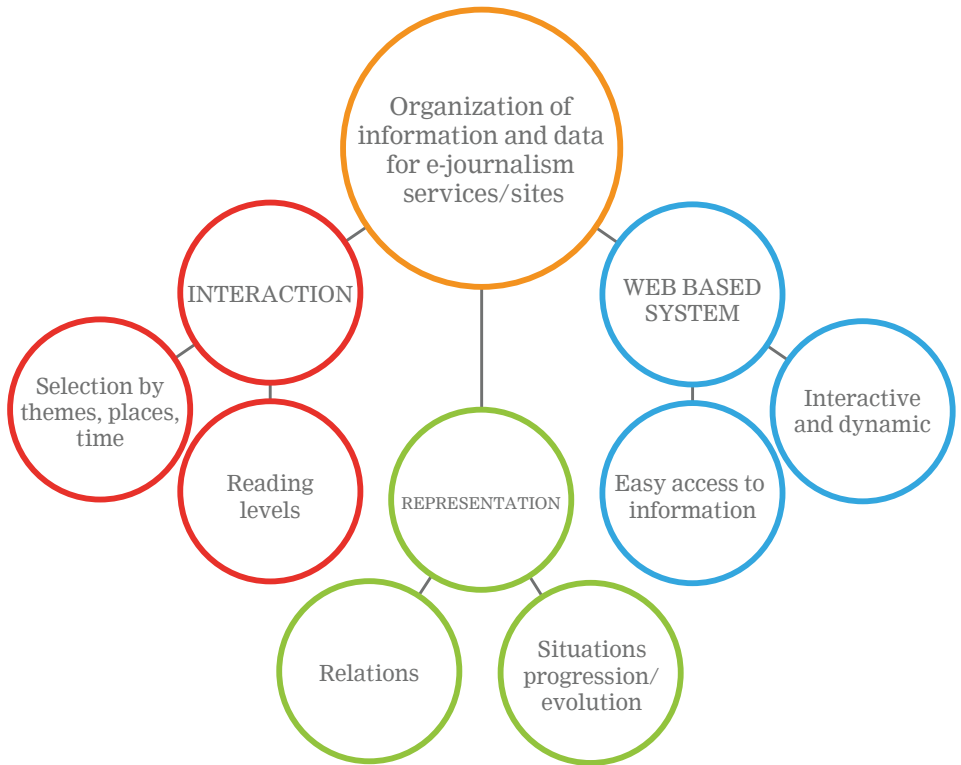 Organization of
information and data
for e-journalism
services/sites
INTERACTION
WEB BASED
SYSTEM
Selection by
themes, places,
time
Reading
levels
REPRESENTATION
Easy access to
information
Interactive
and dynamic
Relations
Situations
progression/
evolution